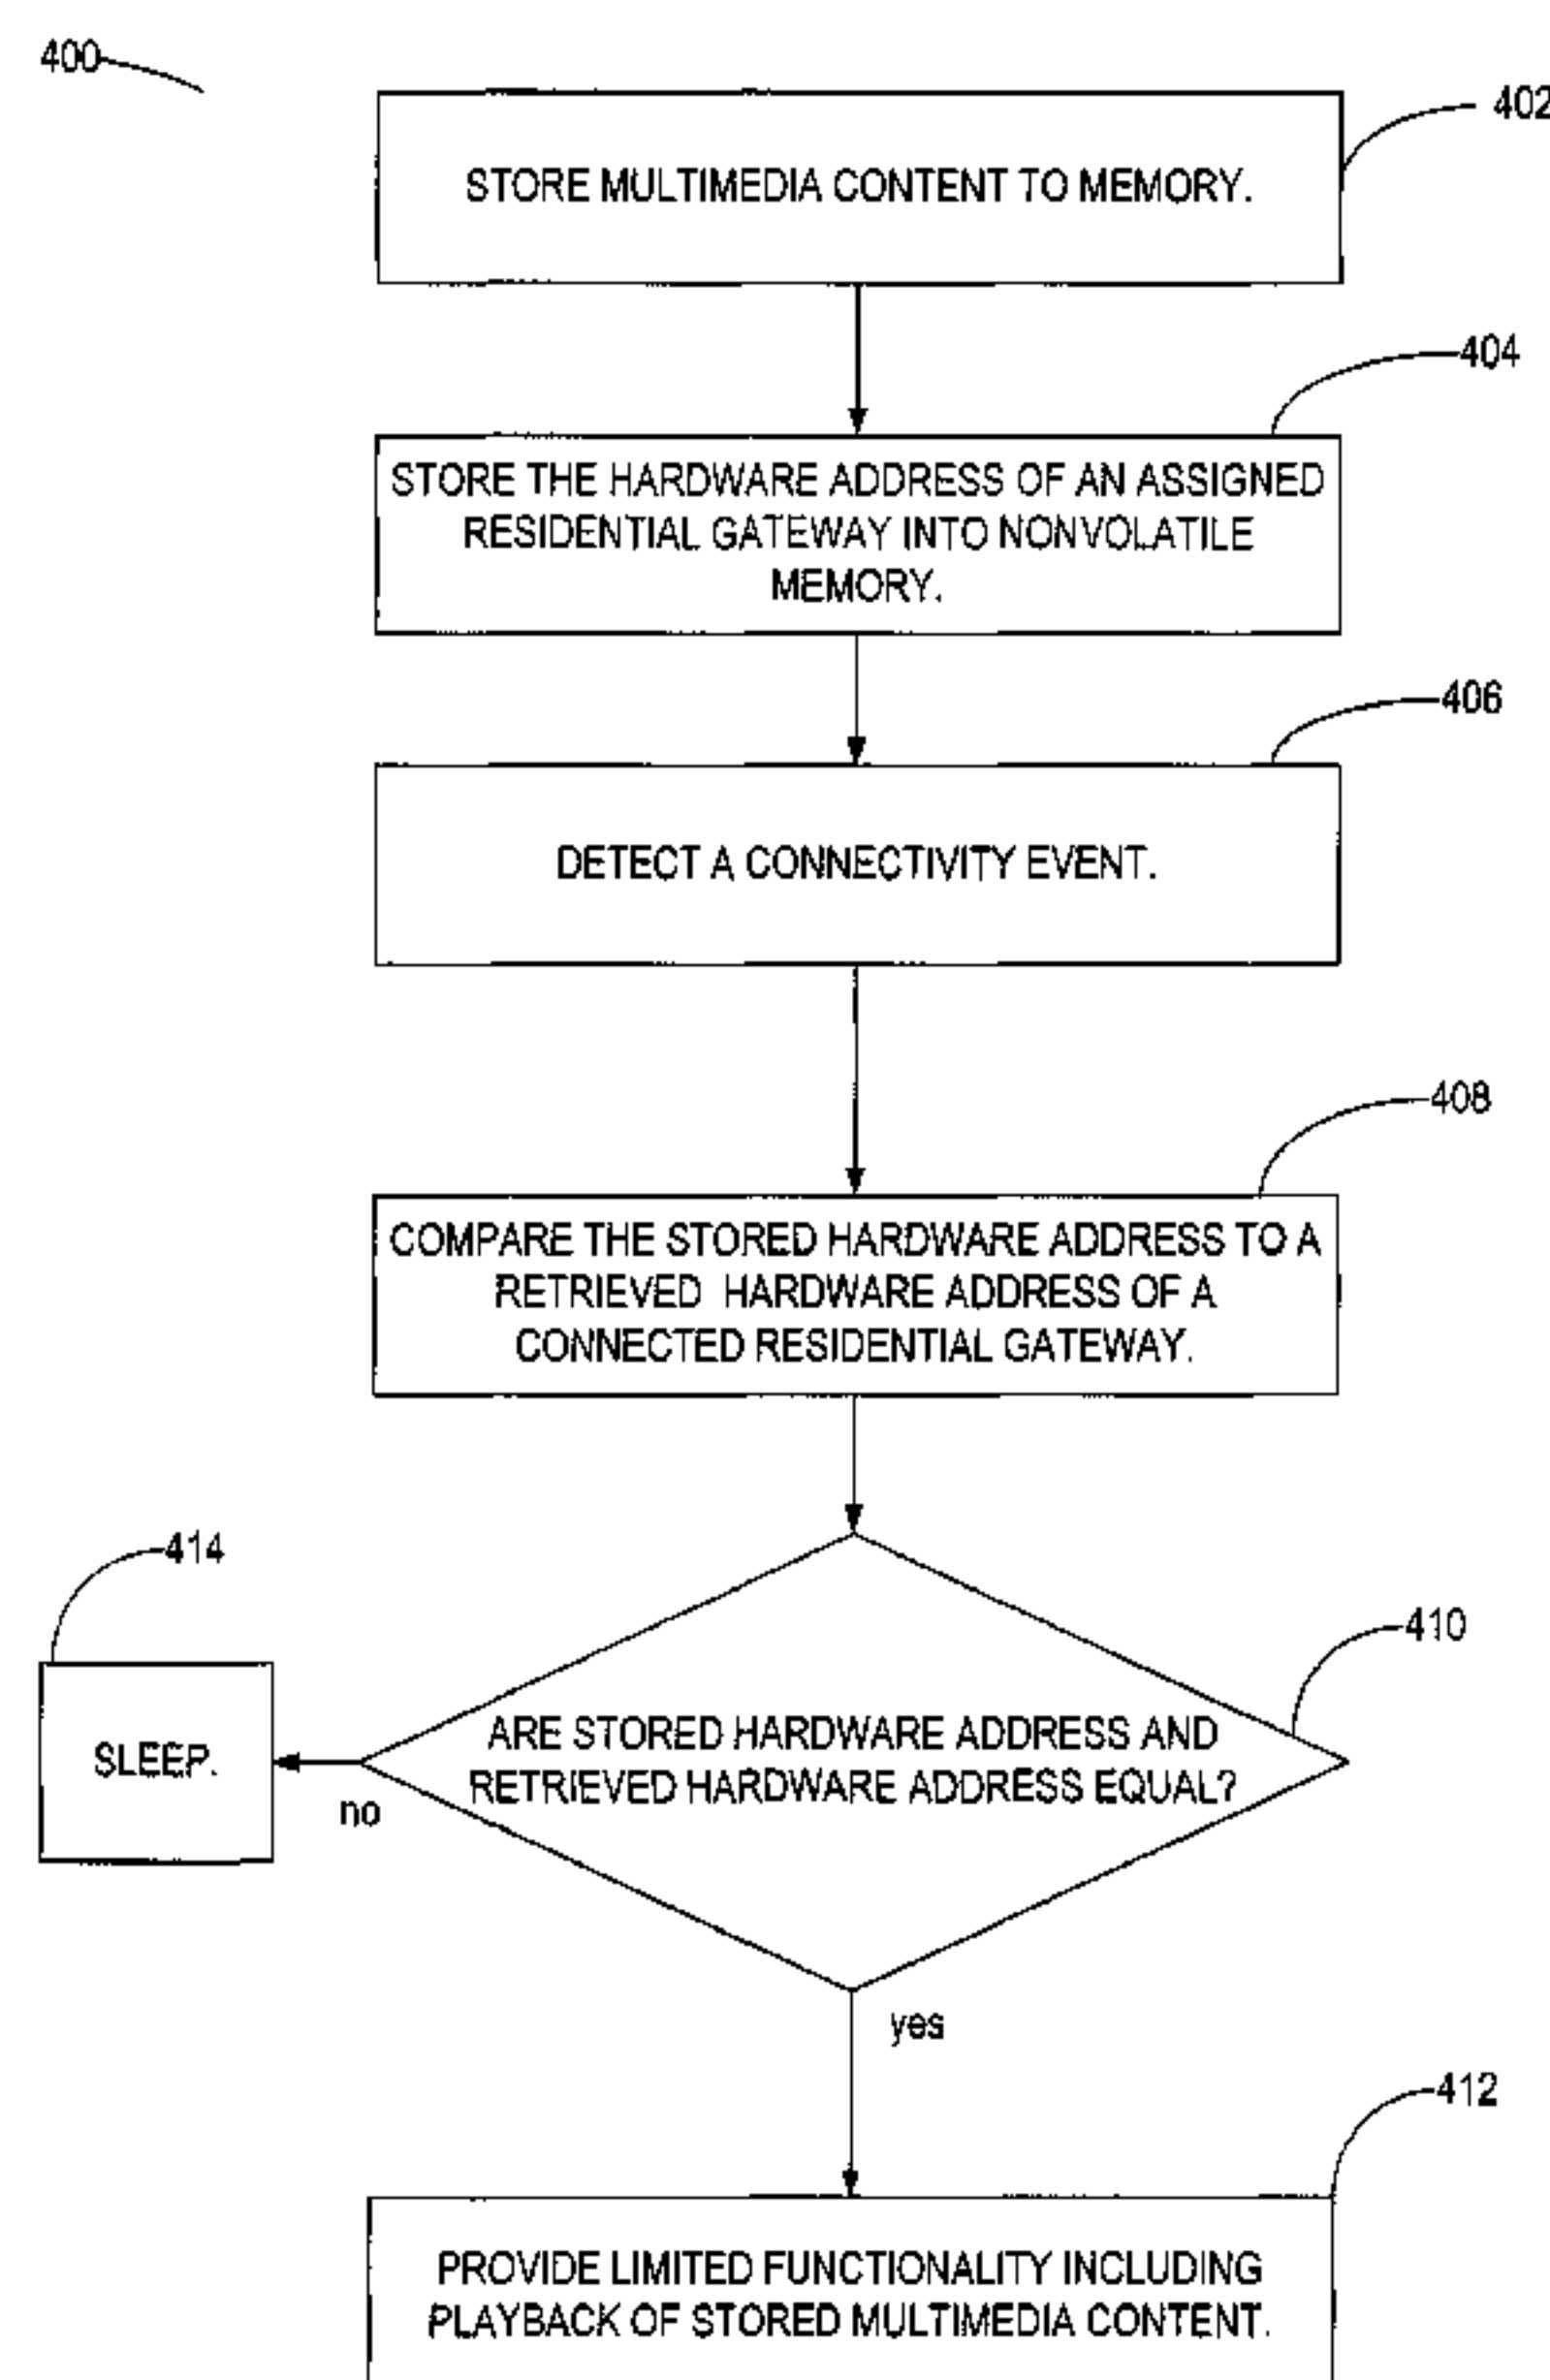 400
402
STORE MULTIMEDIA CONTENT TO MEMORY.
404
STORE THE HARDWARE ADDRESS OF AN ASSIGNED
RESIDENTIAL GATEWAY INTO NONVOLATILE
MEMORY.
406
DETECT A CONNECTIVITY EVENT.
408
COMPARE THE STORED HARDWARE ADDRESS TO A
RETRIEVED HARDWARE ADDRESS OF A
CONNECTED RESIDENTIAL GATEWAY.
414
410
ARE STORED HARDWARE ADDRESS AND
RETRIEVED HARDWARE ADDRESS EQUAL?
SLEEP.
no
yes
412
PROVIDE LIMITED FUNCTIONALITY INCLUDING
PLAYBACK OF STORED MULTIMEDIA CONTENT.